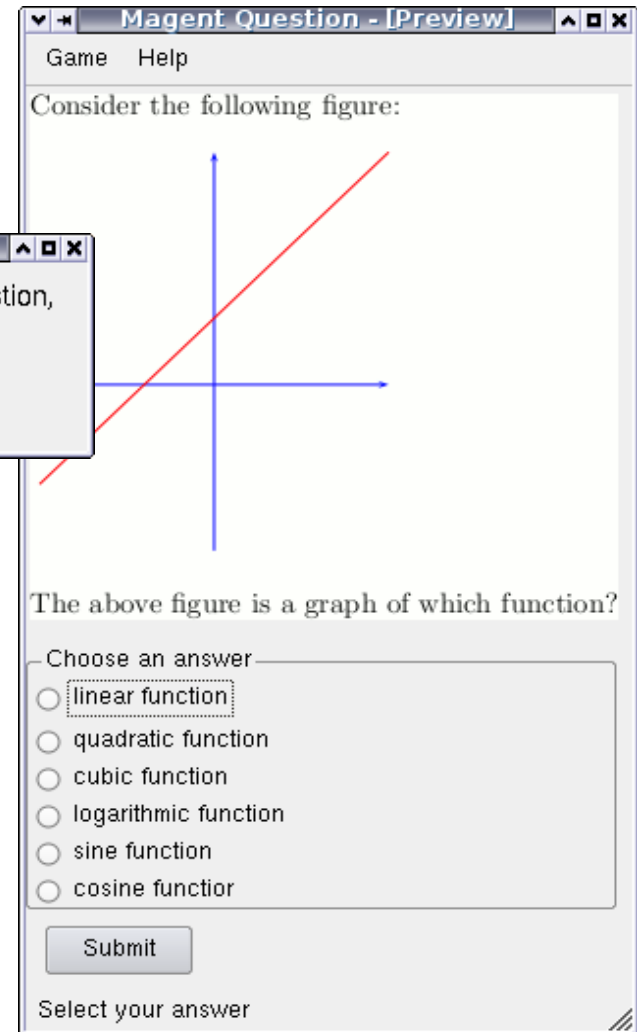 Magent Question - [Preview]
Game Help
Consider the following figure:
The above figure is a graph of which function?
Choose an answer
linear function
quadratic function
cubic function
logarithmic function
sine function
cosine functior
Submit
Select your answer